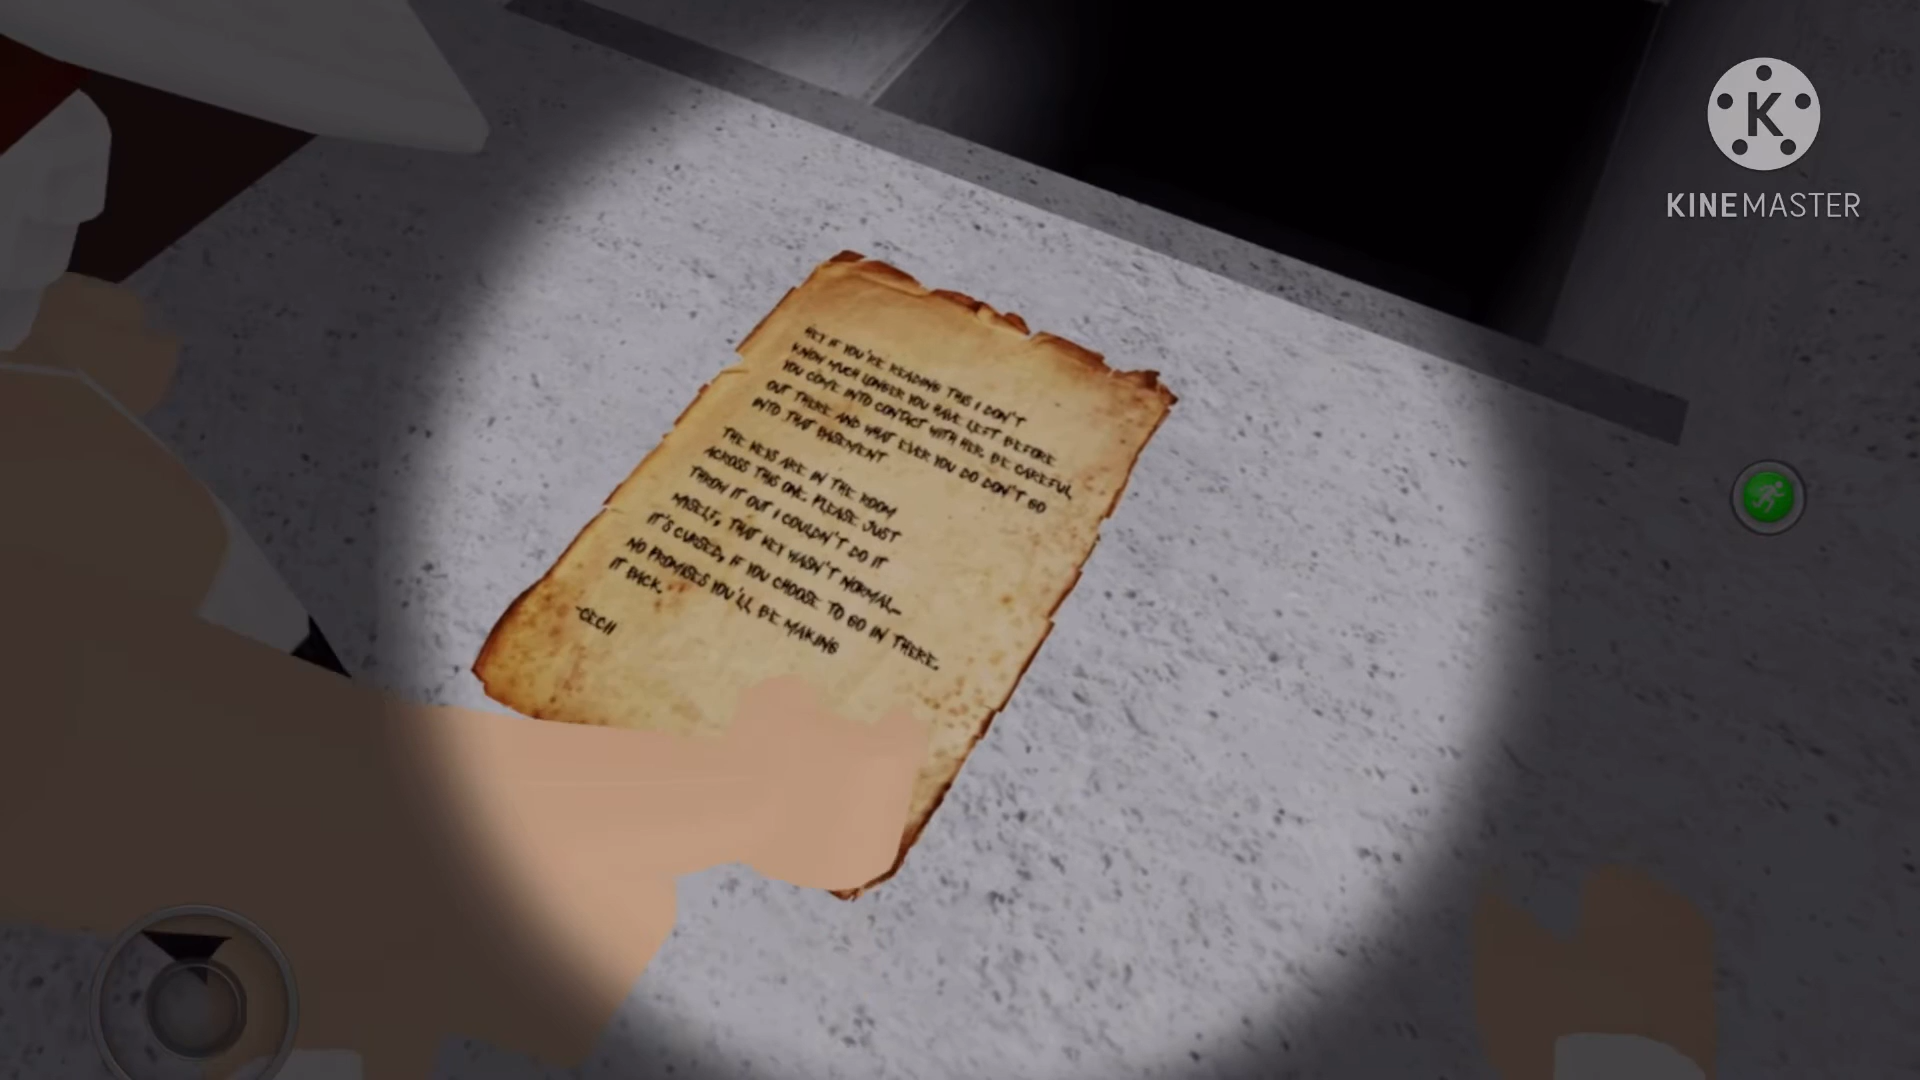 HEY IF YOU'RE READING THIS I DON'T
KNOW MUCH LONGER YOU HAVE LEFT BEFORE
YOU COME INTO CONTACT WITH HER. BE CAREFUL
OUT THERE AND WHAT EVER YOU DO DON'T GO
INTO THAT BASEMENT
THE KEYS ARE IN THE ROOM
ACROSS THIS ONE. PLEASE JUST
THROW IT OUT I COULDN'T DO IT
MYSELF, THAT KEY WASN'T NORMAL...
IT'S CURSED, IF YOU CHOOSE TO GO IN THERE.
NO PROMISES YOU'LL BE MAKING
IT BACK.
K
KINEMASTER